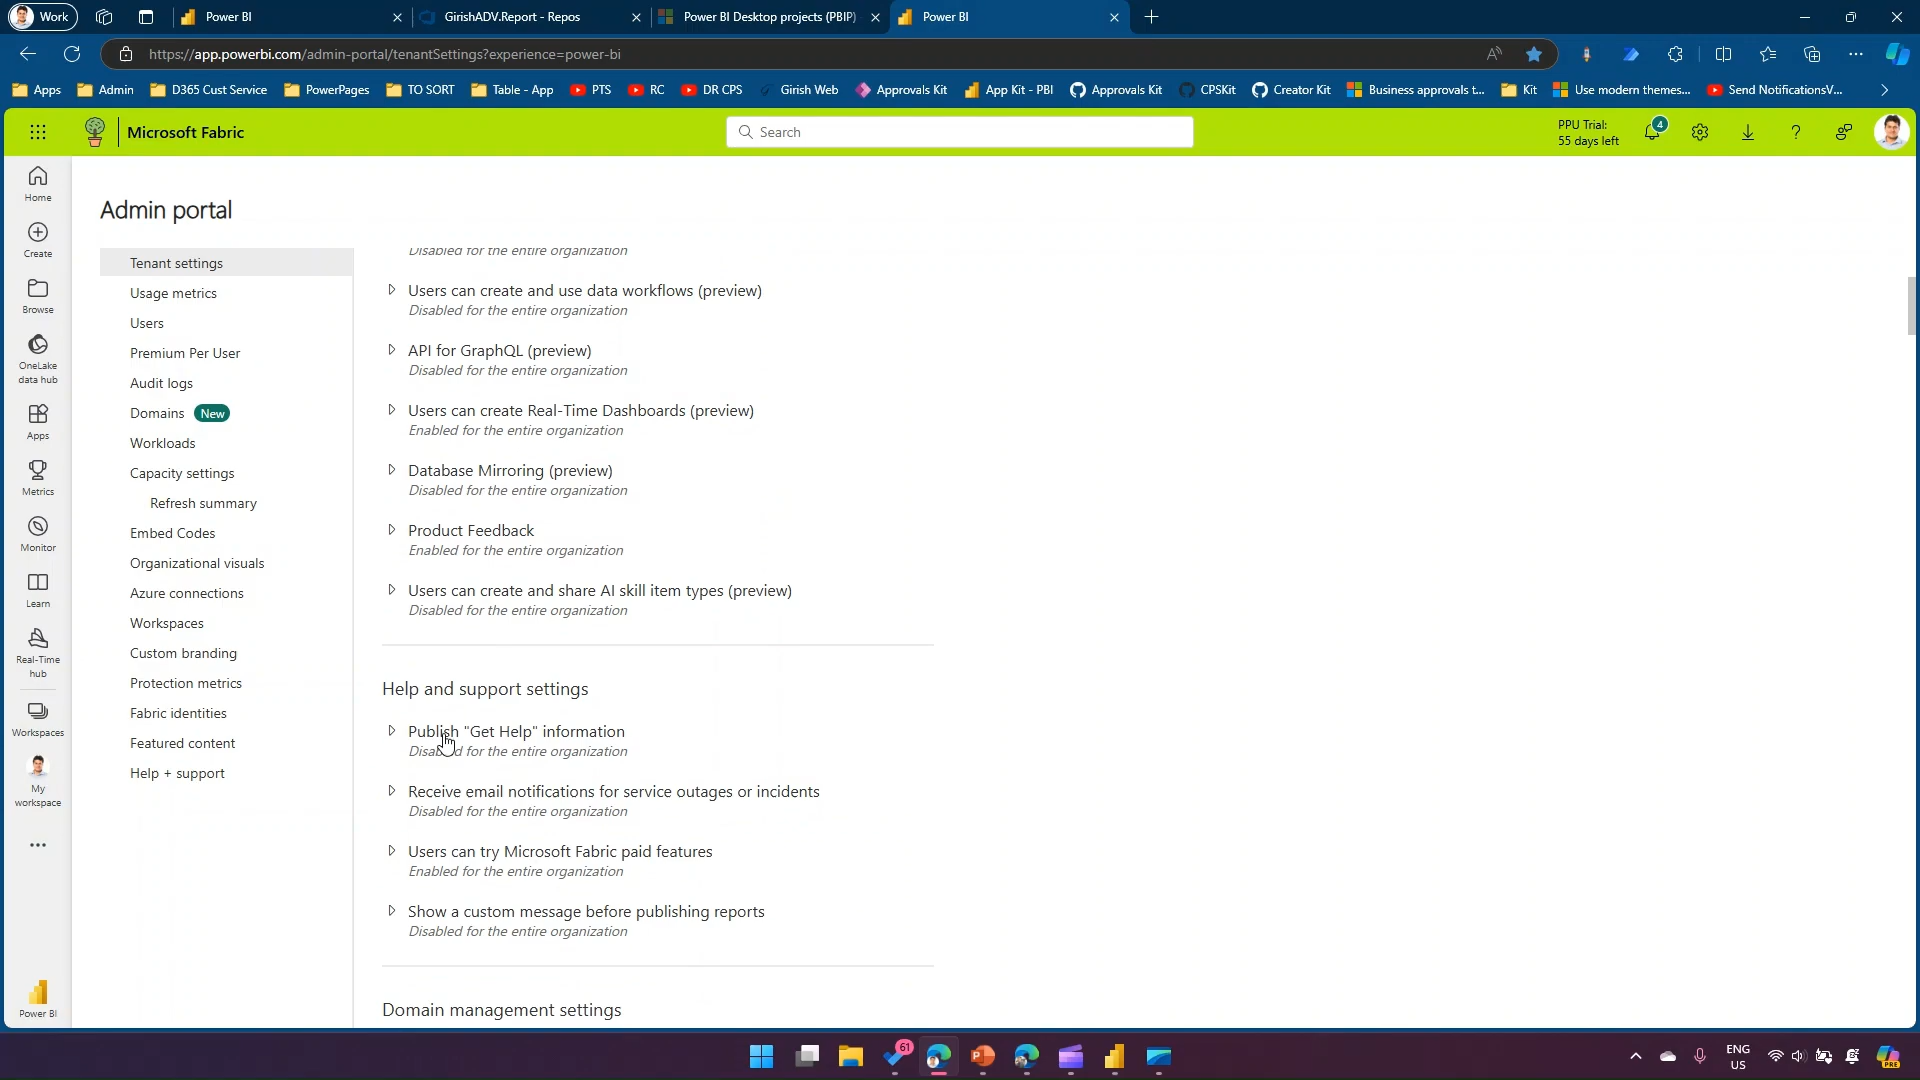 Work
Power BI
GirishADV.Report - Repos
Power BI Desktop projects (PBIP)
Power BI
https://app.powerbi.com/admin-portal/tenantSettings?experience=power-bi
Apps
Admin
D365 Cust Service
PowerPages
TO SORT
Table - App
PTS
RC
DR CPS
Girish Web
Approvals Kit
App Kit - PBI
Approvals Kit
CPSKit
Creator Kit
Business approvals t...
Kit
Use modern themes...
Send NotificationsV...
Microsoft Fabric
Search
PPU Trial:
55 days left
4
Home
Create
Browse
OneLake
data hub
Apps
Metrics
Monitor
Learn
Real-Time
hub
Workspaces
My
workspace
Power BI
Admin portal
Tenant settings
Usage metrics
Users
Premium Per User
Audit logs
Domains New
Workloads
Capacity settings
Refresh summary
Embed Codes
Organizational visuals
Azure connections
Workspaces
Custom branding
Protection metrics
Fabric identities
Featured content
Help + support
Disabled for the entire organization
Users can create and use data workflows (preview)
Disabled for the entire organization
API for GraphQL (preview)
Disabled for the entire organization
Users can create Real-Time Dashboards (preview)
Enabled for the entire organization
Database Mirroring (preview)
Disabled for the entire organization
Product Feedback
Enabled for the entire organization
Users can create and share AI skill item types (preview)
Disabled for the entire organization
Help and support settings
Publish "Get Help" information
Disabled for the entire organization
Receive email notifications for service outages or incidents
Disabled for the entire organization
Users can try Microsoft Fabric paid features
Enabled for the entire organization
Show a custom message before publishing reports
Disabled for the entire organization
Domain management settings
61
ENG
US
PRE